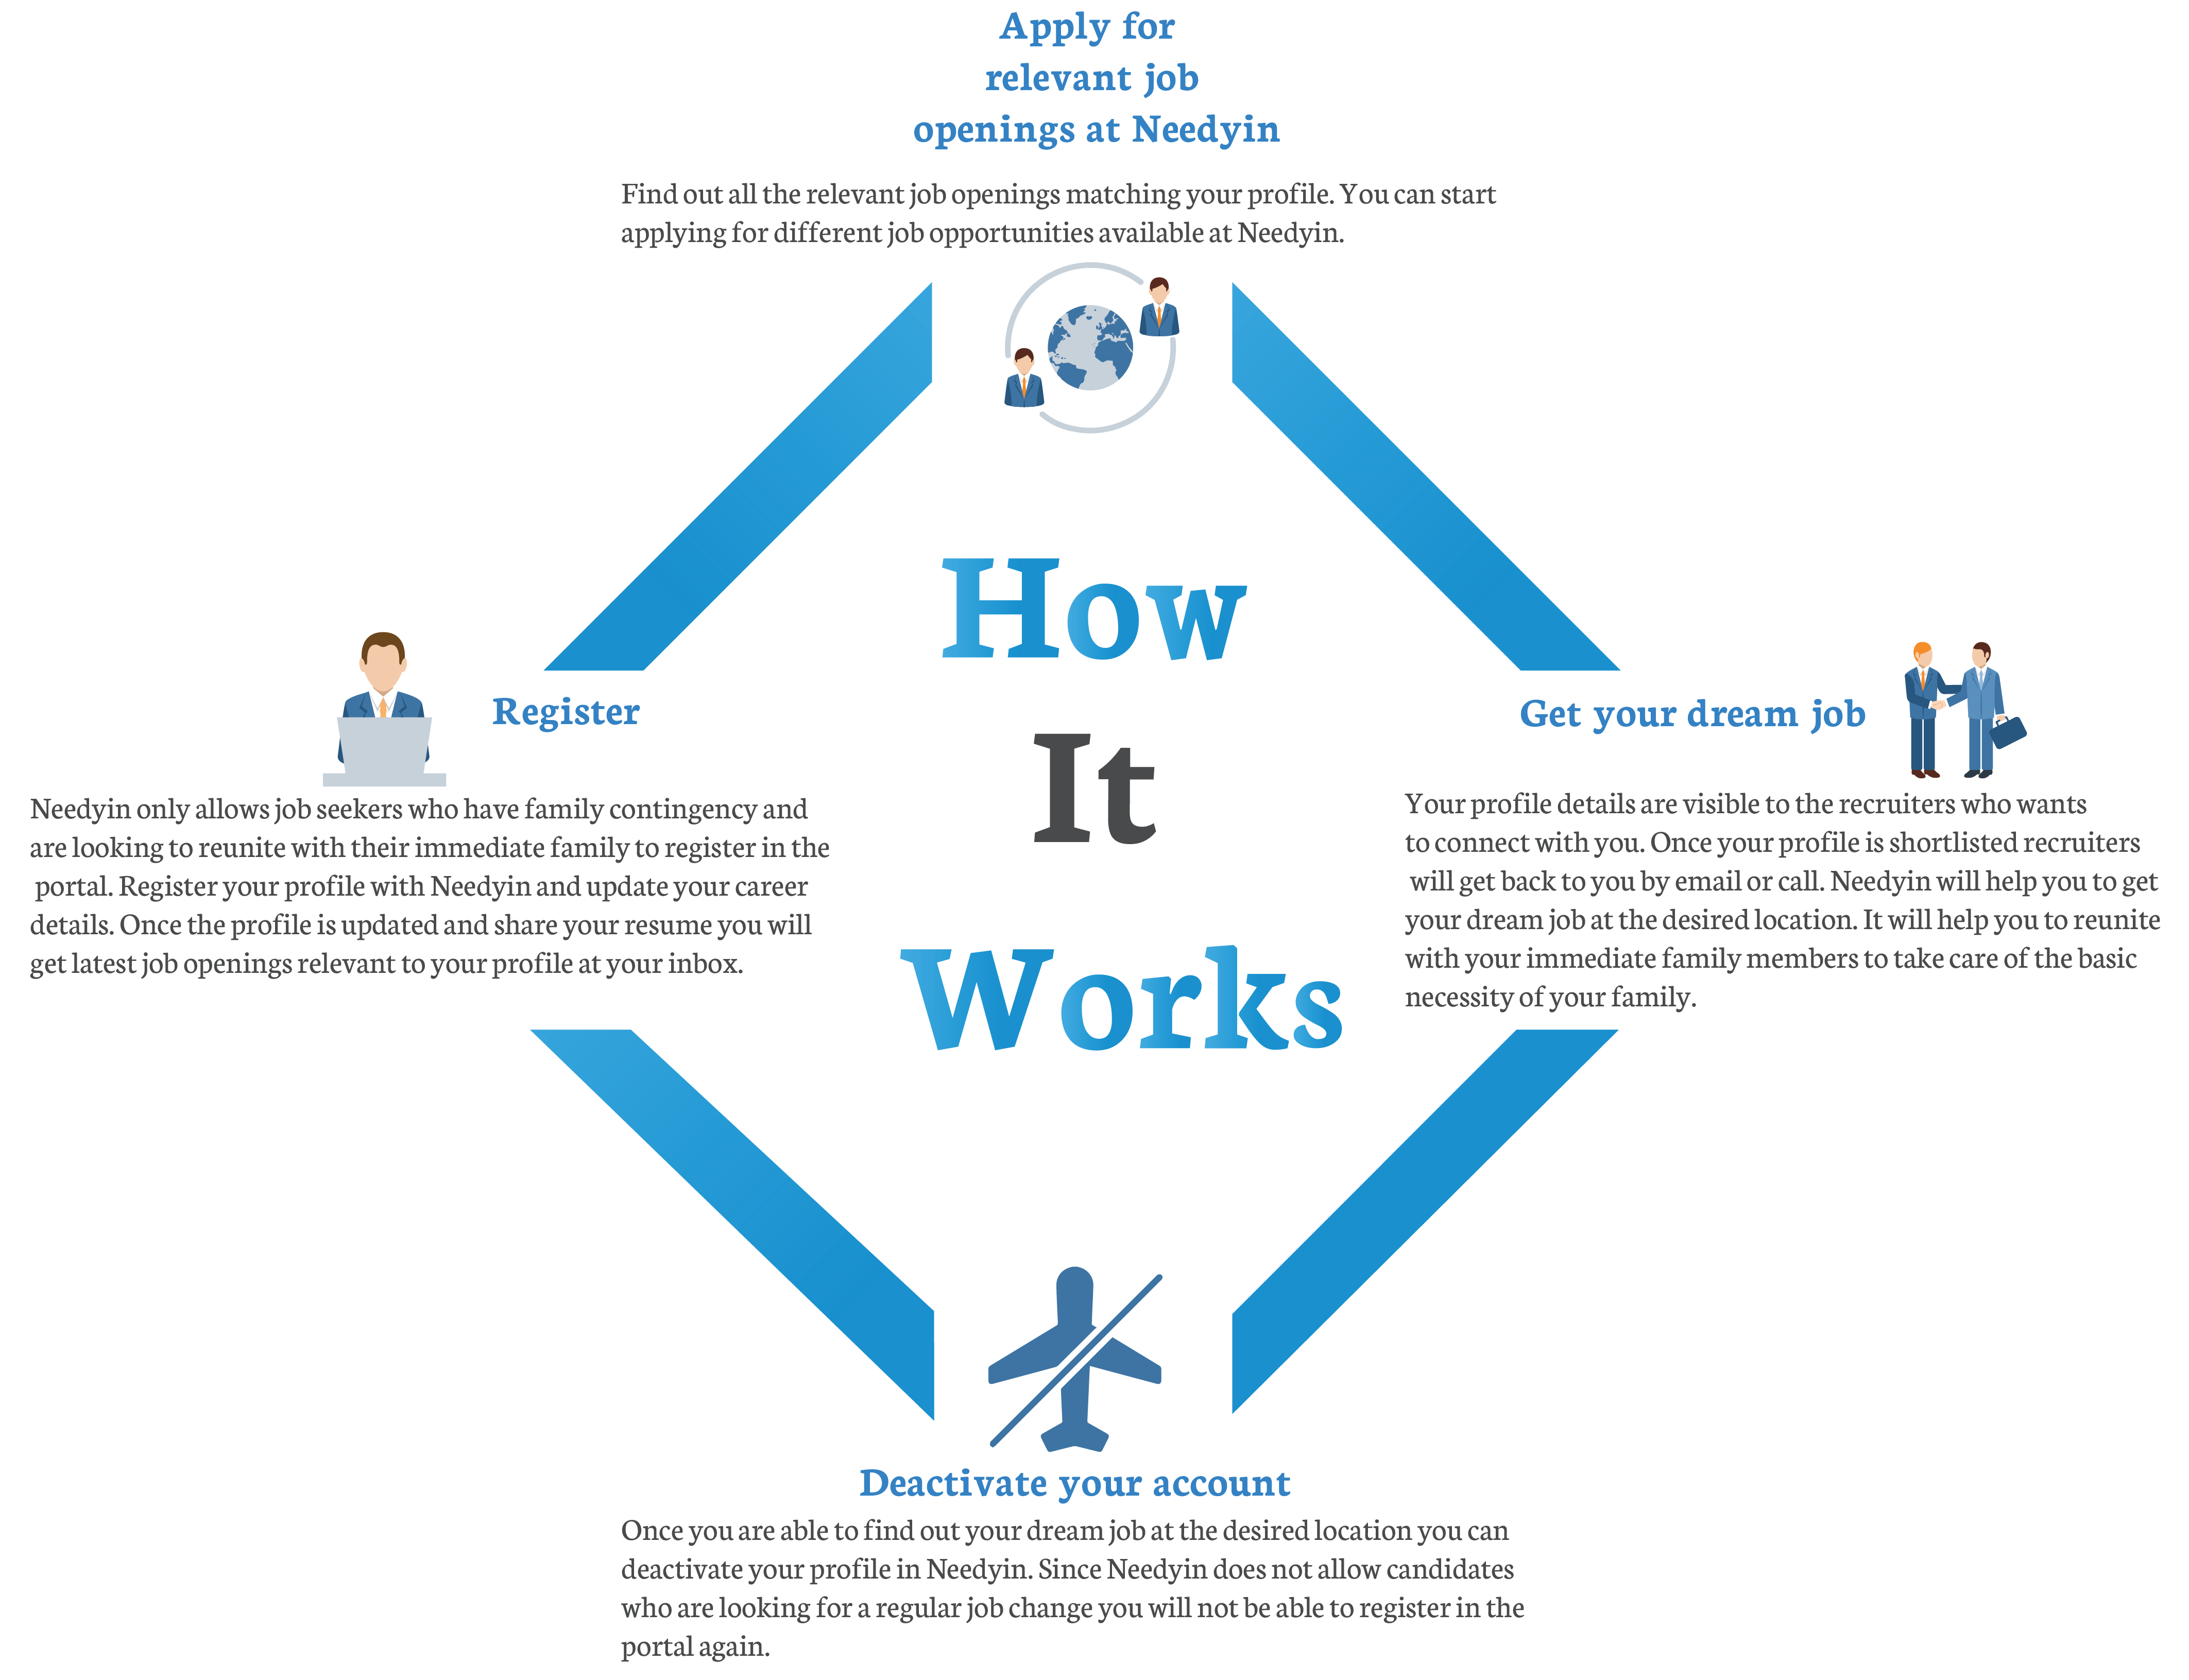 Apply for
relevant job
openings at Needyin
Find out all the relevant job openings matching your profile. You can start
applying for different job opportunities available at Needyin.
How
It
Works
Register
Needyin only allows job seekers who have family contingency and
are looking to reunite with their immediate family to register in the
portal. Register your profile with Needyin and update your career
details. Once the profile is updated and share your resume you will
get latest job openings relevant to your profile at your inbox.
Get your dream job
Your profile details are visible to the recruiters who wants
to connect with you. Once your profile is shortlisted recruiters
will get back to you by email or call. Needyin will help you to get
your dream job at the desired location. It will help you to reunite
with your immediate family members to take care of the basic
necessity of your family.
Deactivate your account
Once you are able to find out your dream job at the desired location you can
deactivate your profile in Needyin. Since Needyin does not allow candidates
who are looking for a regular job change you will not be able to register in the
portal again.